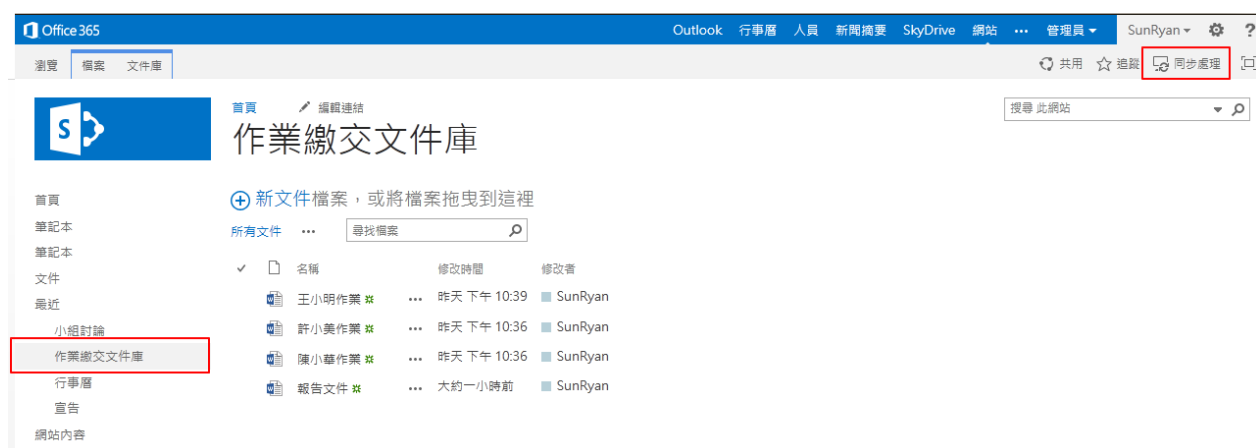 Office 365 Outlook 行事曆 人員 新聞摘要 SkyDrive 網站 ••• 管理員 SunRyan ?
瀏覽 檔案 文件庫 共用 追蹤 同步處理
首頁 編輯連結 搜尋 此網站
S
作業繳交文件庫
首頁
新文件檔案，或將檔案拖曳到這裡
筆記本
所有文件 ••• 尋找檔案
筆記本
名稱 修改時間 修改者
文件
王小明作業 ••• 昨天 下午 10:39 SunRyan
最近
小組討論
許小美作業 ••• 昨天 下午 10:36 SunRyan
作業繳交文件庫
陳小華作業 ••• 昨天 下午 10:36 SunRyan
行事曆
報告文件 ••• 大約一小時前 SunRyan
宣告
網站內容